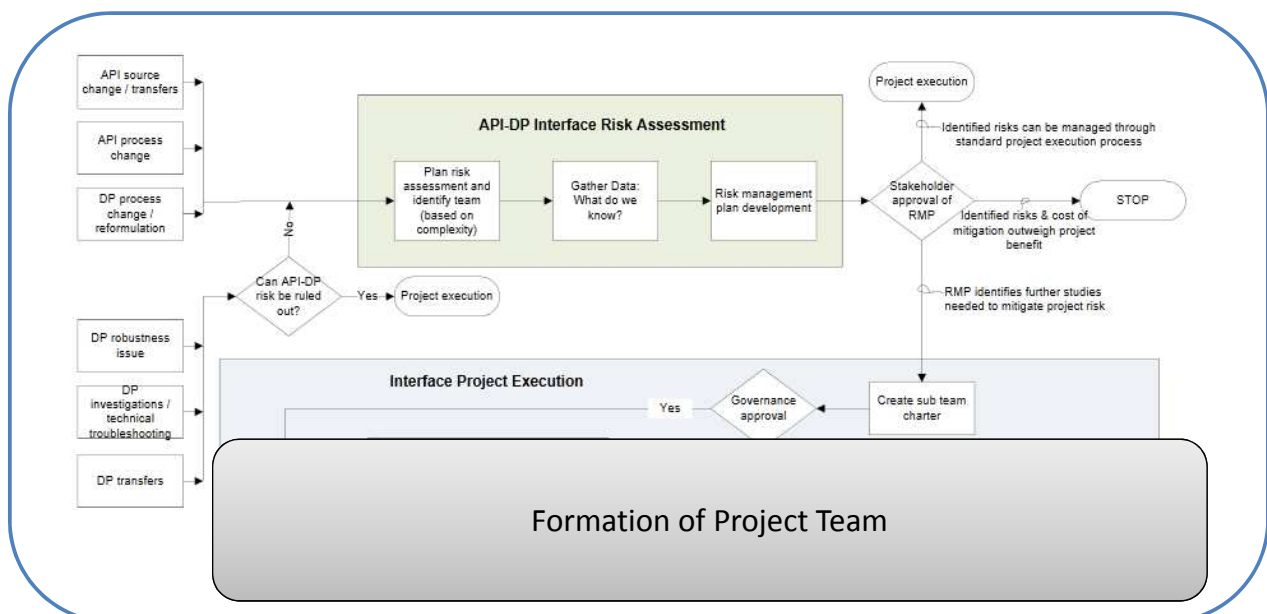 API source
change / transfers
API process
change
DP process
change /
reformulation
API-DP Interface Risk Assessment
Plan risk
assessment and
identify team
(based on
complexity)
Gather Data:
What do we
know?
Risk management
plan development
Project execution
Identified risks can be managed through
standard project execution process
Stakeholder
approval of
RMP
STOP
Identified risks & cost of
mitigation outweigh project
benefit
No
Can API-DP
risk be ruled
out?
Yes
Project execution
RMP identifies further studies
needed to mitigate project risk
DP robustness
issue
DP
investigations /
technical
troubleshooting
DP transfers
Interface Project Execution
Yes
Governance
approval
Create sub team
charter
Formation of Project Team